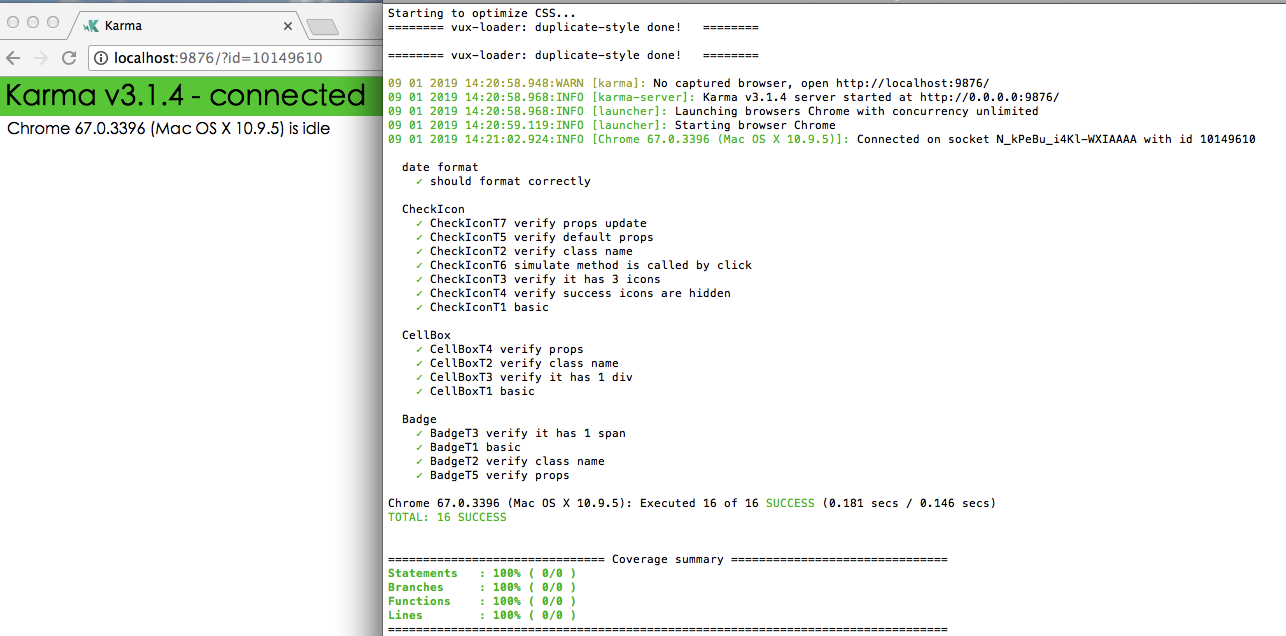 Karma
localhost:9876/?id=10149610
Karma v3.1.4 - connected
Chrome 67.0.3396 (Mac OS X 10.9.5) is idle
Starting to optimize CSS...
======== vux-loader: duplicate-style done!   ========
======== vux-loader: duplicate-style done!   ========
09 01 2019 14:20:58.948:WARN [karma]: No captured browser, open http://localhost:9876/
09 01 2019 14:20:58.968:INFO [karma-server]: Karma v3.1.4 server started at http://0.0.0.0:9876/
09 01 2019 14:20:58.968:INFO [launcher]: Launching browsers Chrome with concurrency unlimited
09 01 2019 14:20:59.119:INFO [launcher]: Starting browser Chrome
09 01 2019 14:21:02.924:INFO [Chrome 67.0.3396 (Mac OS X 10.9.5)]: Connected on socket N_kPeBu_i4Kl-WXIAAAA with id 10149610
date format
✓ should format correctly
CheckIcon
✓ CheckIconT7 verify props update
✓ CheckIconT5 verify default props
✓ CheckIconT2 verify class name
✓ CheckIconT6 simulate method is called by click
✓ CheckIconT3 verify it has 3 icons
✓ CheckIconT4 verify success icons are hidden
✓ CheckIconT1 basic
CellBox
✓ CellBoxT4 verify props
✓ CellBoxT2 verify class name
✓ CellBoxT3 verify it has 1 div
✓ CellBoxT1 basic
Badge
✓ BadgeT3 verify it has 1 span
✓ BadgeT1 basic
✓ BadgeT2 verify class name
✓ BadgeT5 verify props
Chrome 67.0.3396 (Mac OS X 10.9.5): Executed 16 of 16 SUCCESS (0.181 secs / 0.146 secs)
TOTAL: 16 SUCCESS
=============================== Coverage summary ===============================
Statements   : 100% ( 0/0 )
Branches     : 100% ( 0/0 )
Functions    : 100% ( 0/0 )
Lines        : 100% ( 0/0 )
================================================================================